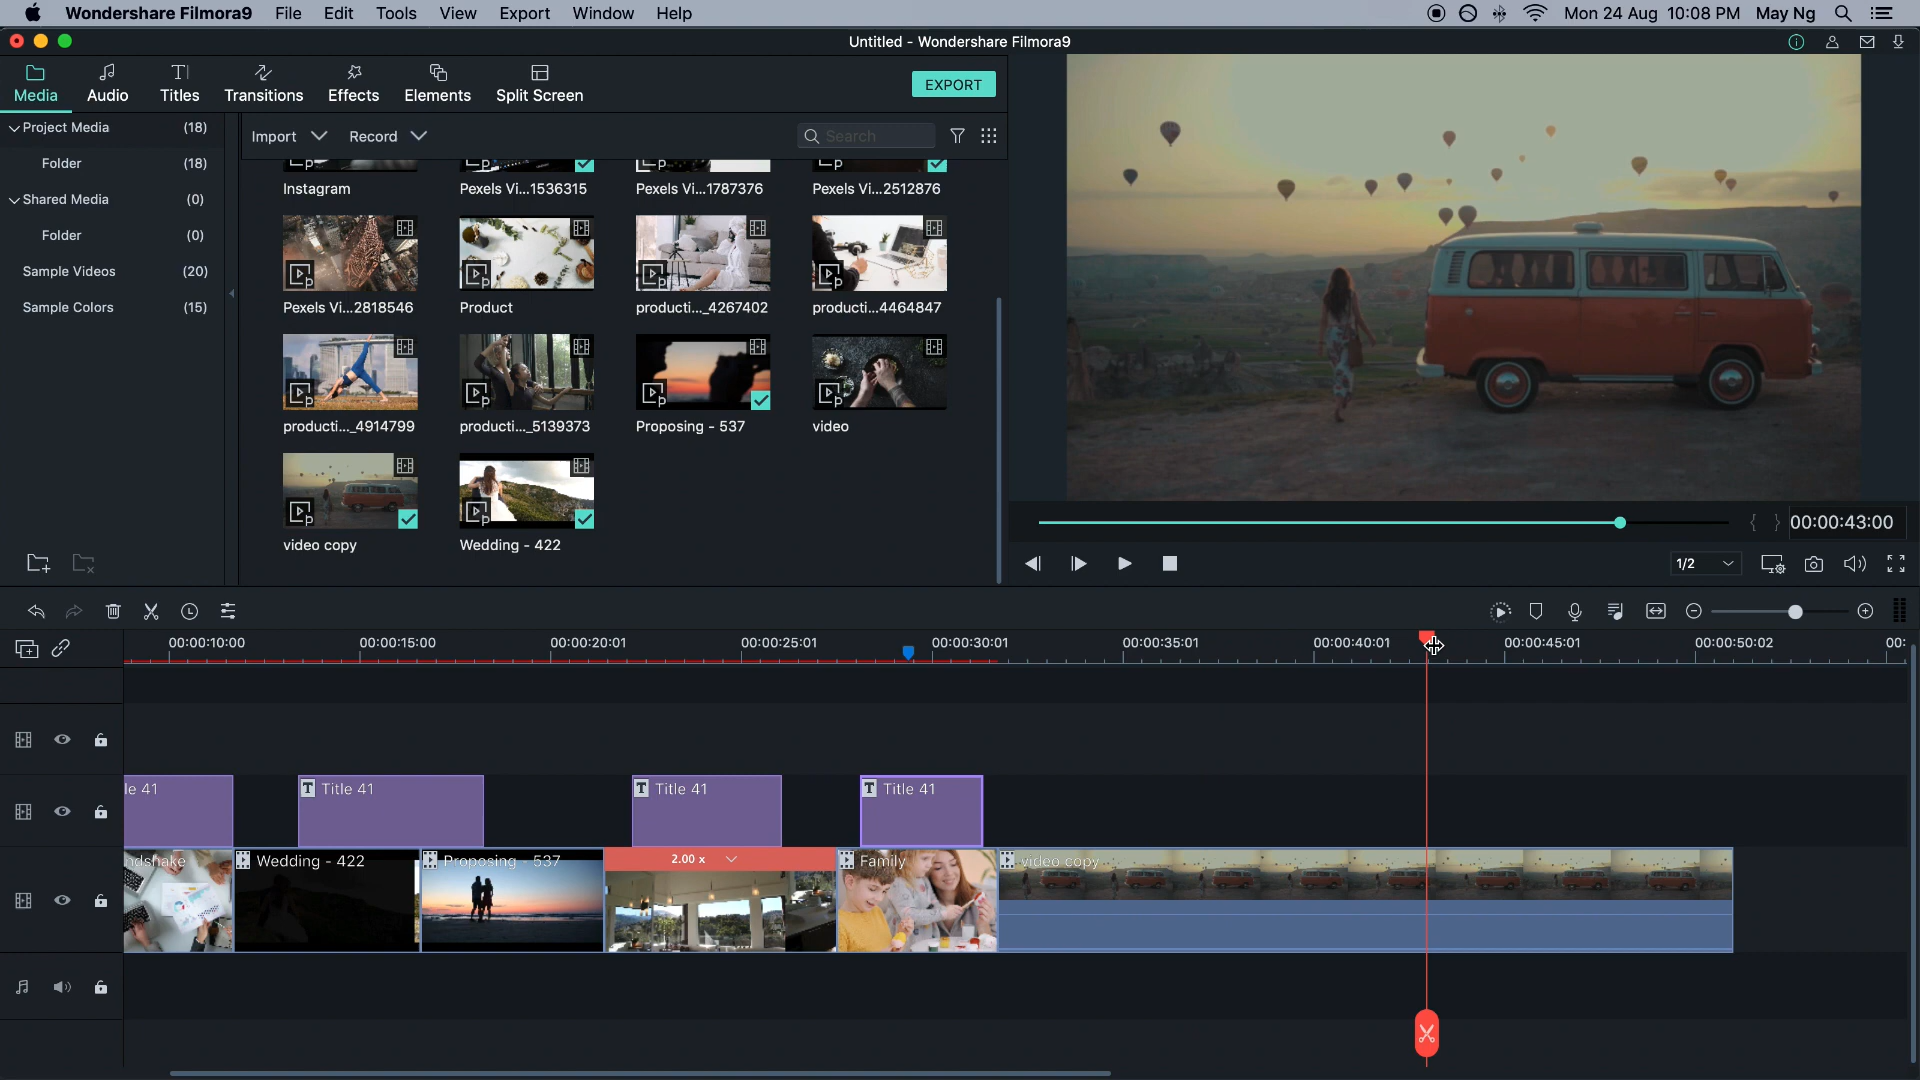 Wondershare Filmora9 File Edit Tools View Export Window Help
Mon 24 Aug 10:08 PM May Ng
Untitled - Wondershare Filmora9
Media Audio Titles Transitions Effects Elements Split Screen
EXPORT
Project Media (18)
Folder (18)
Shared Media (0)
Folder (0)
Sample Videos (20)
Sample Colors (15)
Import Record
Search
Instagram
Pexels Vi...1536315
Pexels Vi...1787376
Pexels Vi...2512876
Pexels Vi...2818546
Product
producti..._4267402
producti...4464847
producti..._4914799
producti..._5139373
Proposing - 537
video
video copy
Wedding - 422
00:00:43:00
1/2
00:00:10:00
00:00:15:00
00:00:20:01
00:00:25:01
00:00:30:01
00:00:35:01
00:00:40:01
00:00:45:01
00:00:50:02
00:
le 41
T Title 41
T Title 41
T Title 41
ndshake
Wedding - 422
Proposing - 537
2.00 x
Family
video copy